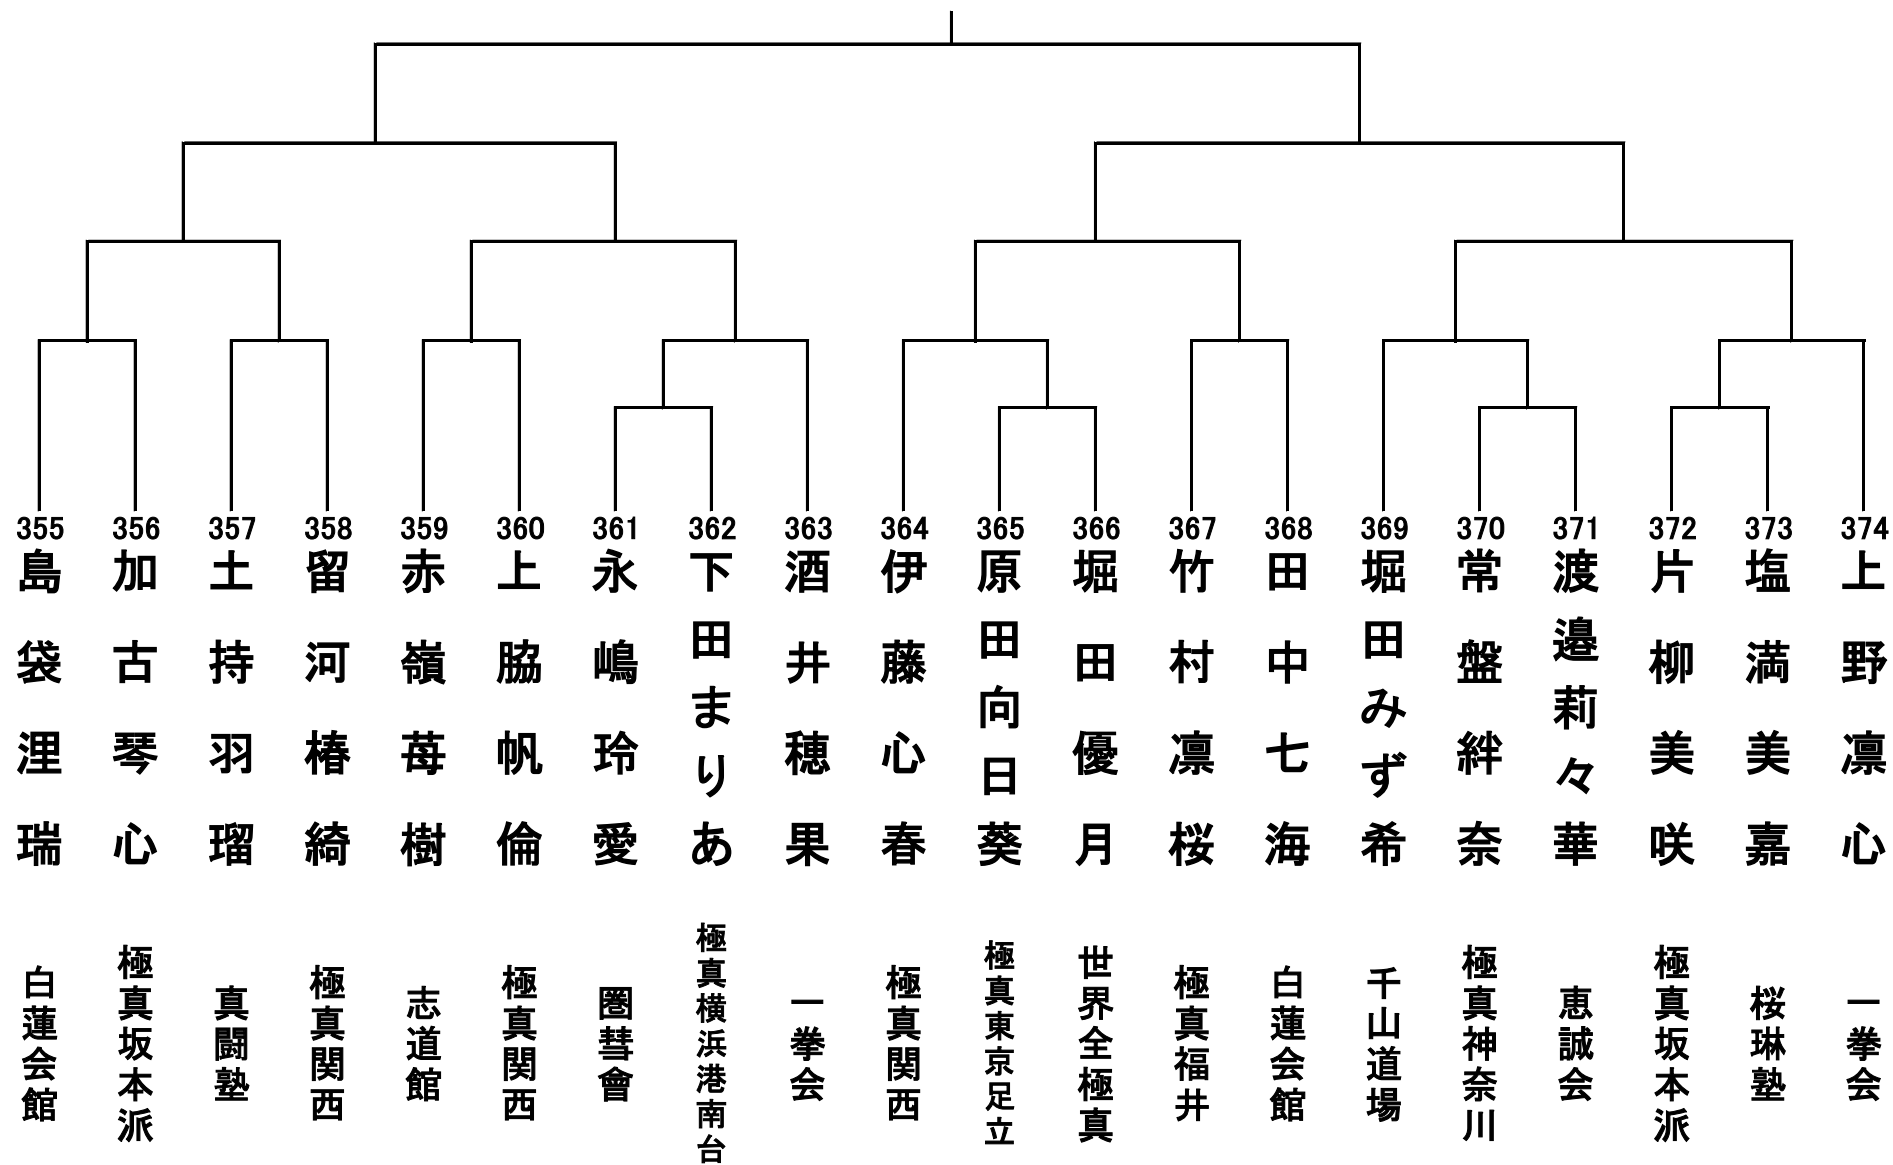 355
島袋浬瑞
白蓮会館
356
加古琴心
極真坂本派
357
土持羽瑠
真闘塾
358
留河椿綺
極真関西
359
赤嶺苺樹
志道館
360
上脇帆倫
極真関西
361
永嶋玲愛
圏彗會
362
下田まりあ
極真横浜港南台
363
酒井穂果
一拳会
364
伊藤心春
極真関西
365
原田向日葵
極真東京足立
366
堀田優月
世界全極真
367
竹村凛桜
極真福井
368
田中七海
白蓮会館
369
堀田みず希
千山道場
370
常盤絆奈
極真神奈川
371
渡邉莉々華
恵誠会
372
片柳美咲
極真坂本派
373
塩満美嘉
桜琳塾
374
上野凛心
一拳会